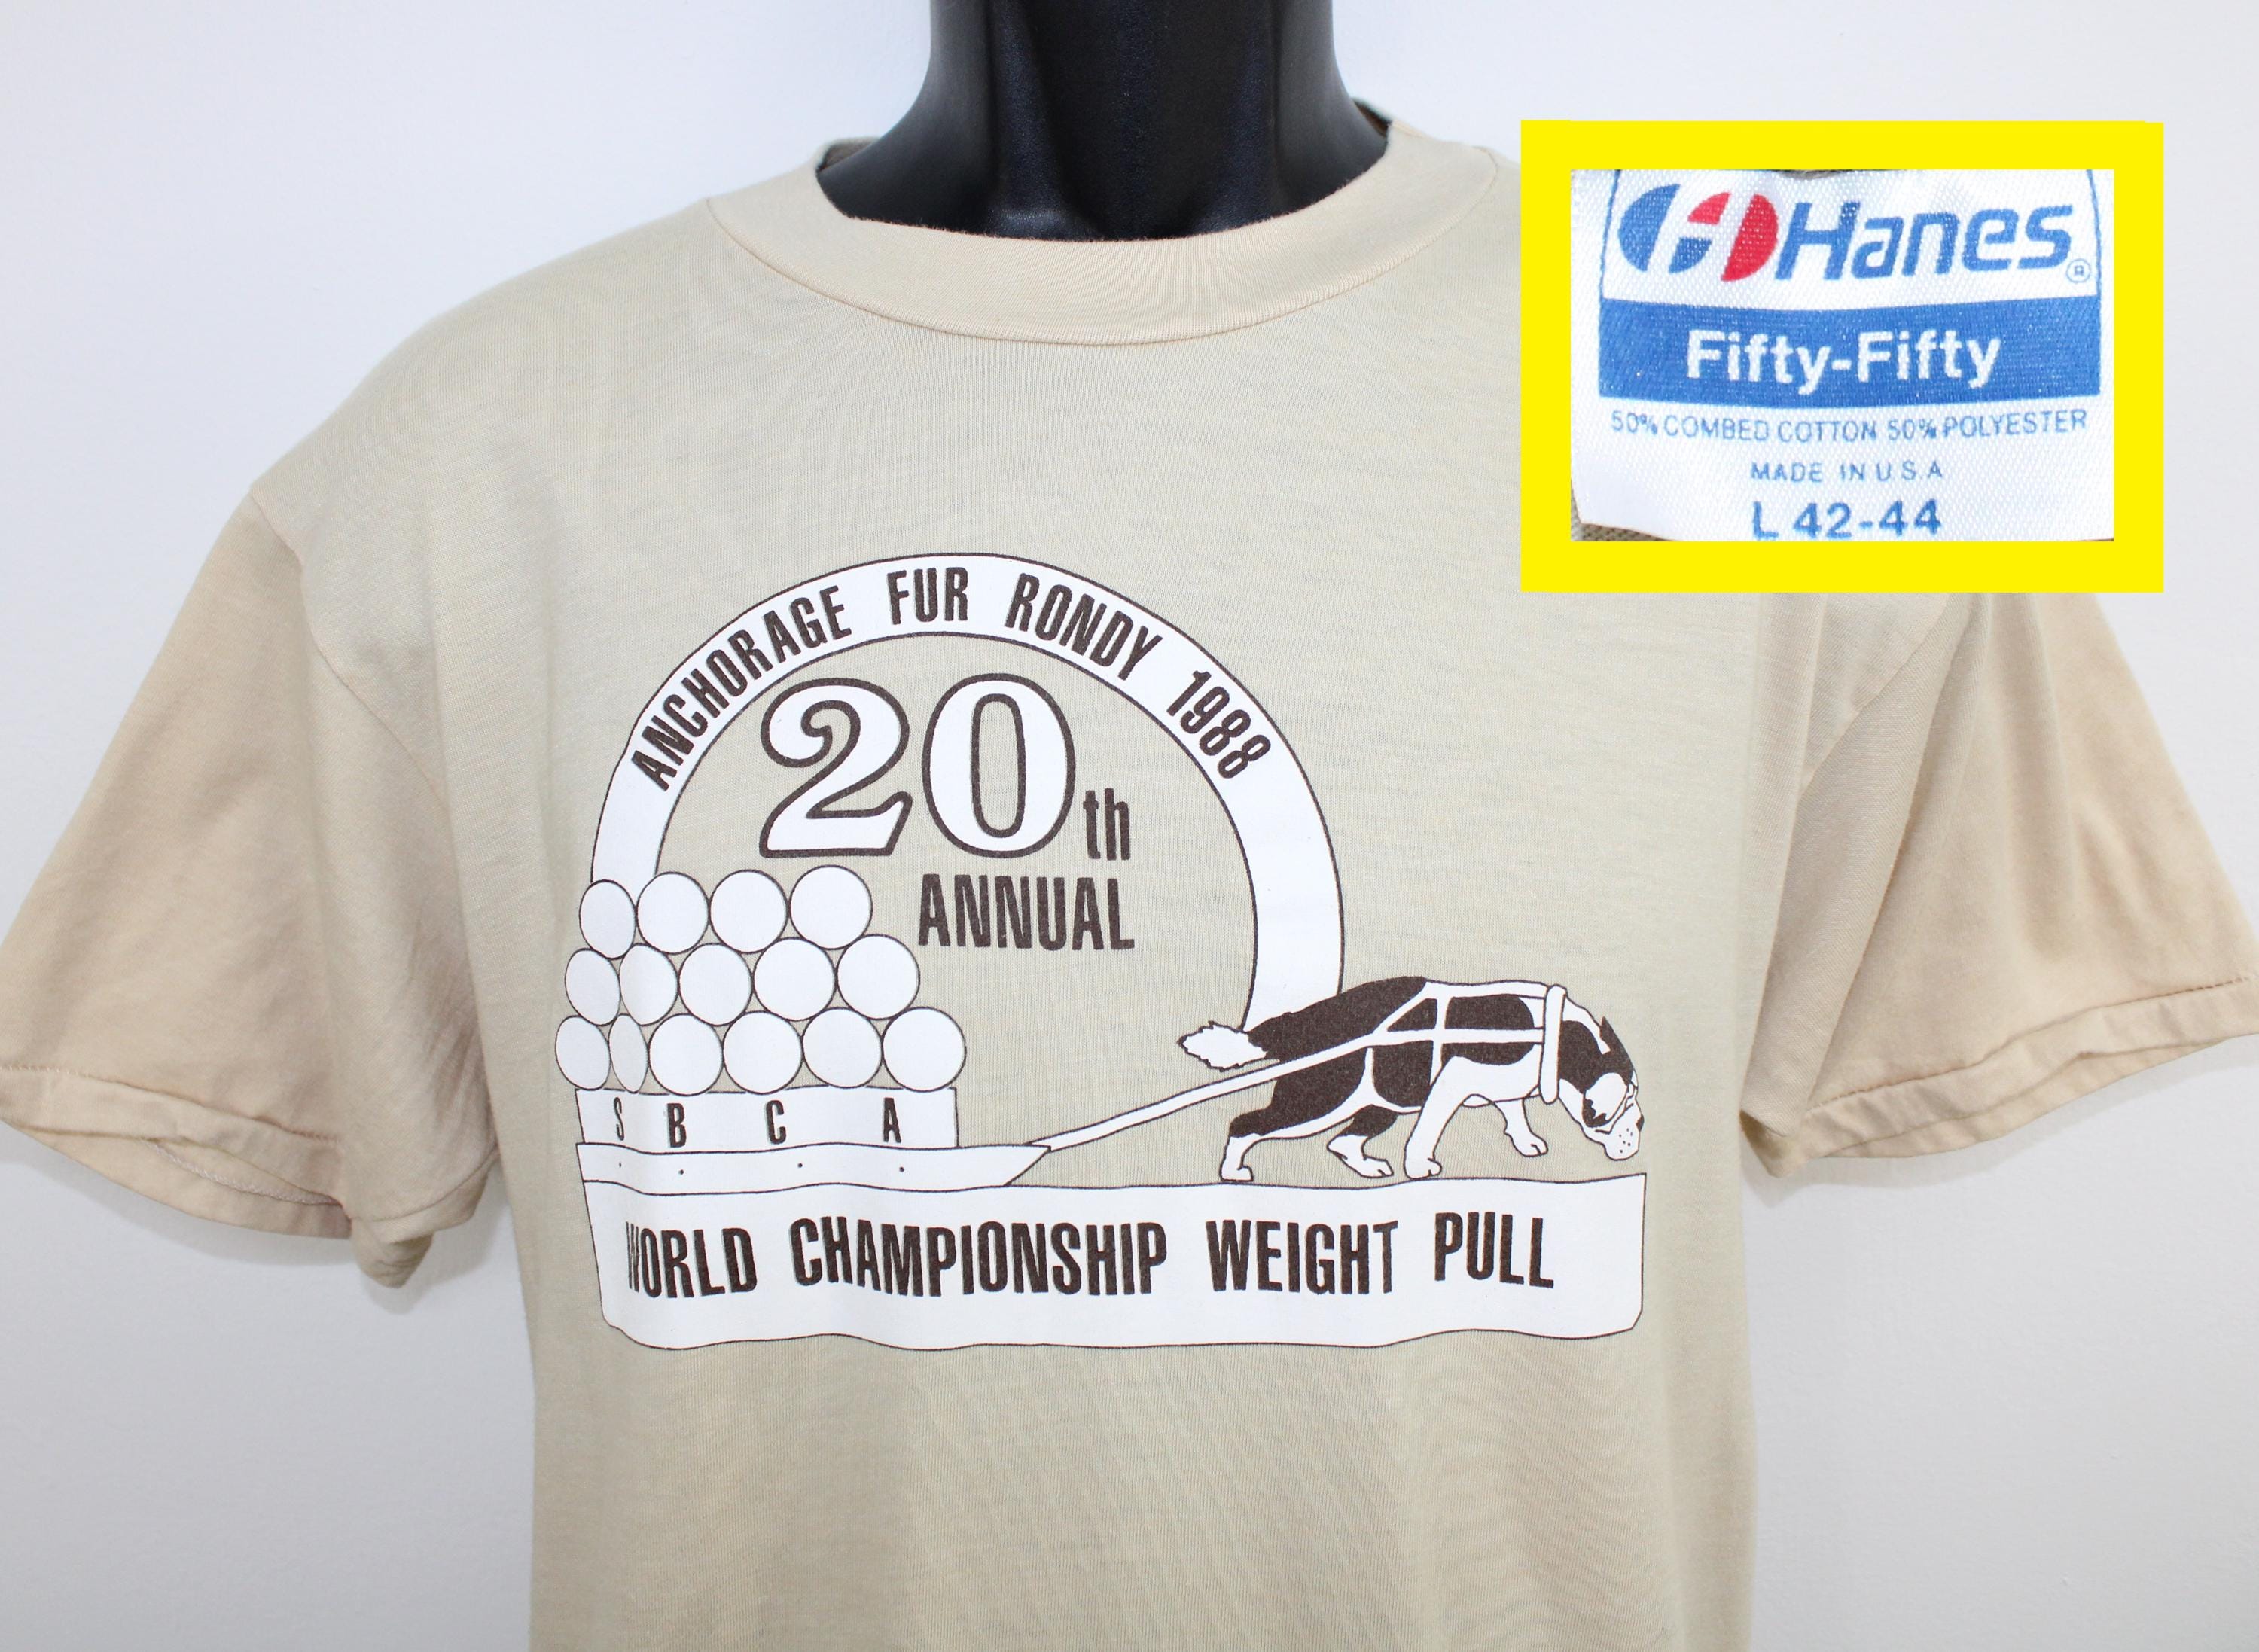 ANCHORAGE FUR RONDY 1988
20th
ANNUAL
S B C A
WORLD CHAMPIONSHIP WEIGHT PULL
Hanes®
Fifty-Fifty
50% COMBED COTTON 50% POLYESTER
MADE IN U.S.A
L 42-44